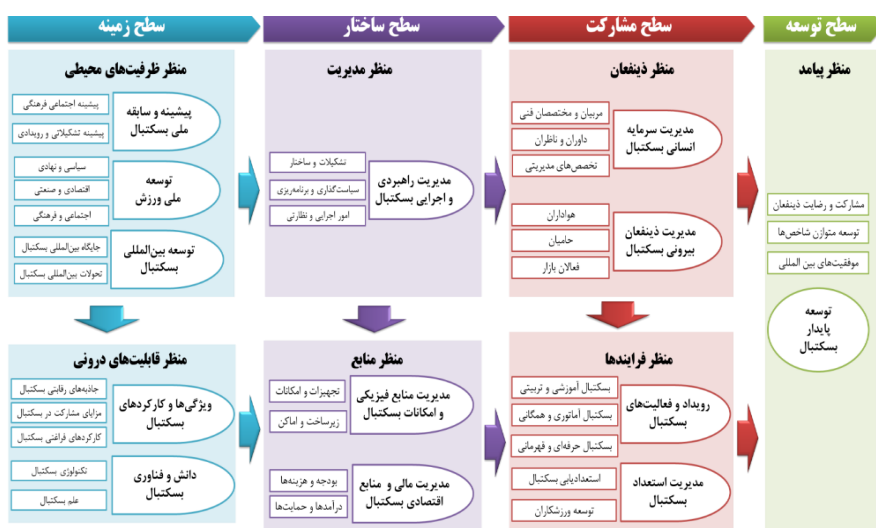 سطح زمینه
سطح ساختار
سطح مشارکت
سطح توسعه
منظر ظرفیت‌های محیطی
پیشینه اجتماعی فرهنگی
پیشینه تشکیلاتی و رویدادی
پیشینه و سابقه
ملی بسکتبال
سیاسی و نهادی
اقتصادی و صنعتی
اجتماعی و فرهنگی
توسعه
ملی ورزش
جایگاه بین‌المللی بسکتبال
تحولات بین‌المللی بسکتبال
توسعه بین‌المللی
بسکتبال
منظر قابلیت‌های درونی
جاذبه‌های رقابتی بسکتبال
مزایای مشارکت در بسکتبال
کارکردهای فراغتی بسکتبال
ویژگی‌ها و کارکردهای
بسکتبال
تکنولوژی بسکتبال
علم بسکتبال
دانش و فناوری
بسکتبال
منظر مدیریت
تشکیلات و ساختار
سیاست‌گذاری و برنامه‌ریزی
امور اجرایی و نظارتی
مدیریت راهبردی
و اجرایی بسکتبال
منظر منابع
تجهیزات و امکانات
زیرساخت و اماکن
مدیریت منابع فیزیکی
و امکانات بسکتبال
بودجه و هزینه‌ها
درآمدها و حمایت‌ها
مدیریت مالی و منابع
اقتصادی بسکتبال
منظر ذینفعان
مربیان و مختصصان فنی
داوران و ناظران
تخصص‌های مدیریتی
مدیریت سرمایه
انسانی بسکتبال
هواداران
حامیان
فعالان بازار
مدیریت ذینفعان
بیرونی بسکتبال
منظر فرایندها
بسکتبال آموزشی و تربیتی
بسکتبال آماتوری و همگانی
بسکتبال حرفه‌ای و قهرمانی
رویداد و فعالیت‌های
بسکتبال
استعدادیابی بسکتبال
توسعه ورزشکاران
مدیریت استعداد
بسکتبال
منظر پیامد
مشارکت و رضایت ذینفعان
توسعه متوازن شاخص‌ها
موفقیت‌های بین المللی
توسعه
پایدار
بسکتبال